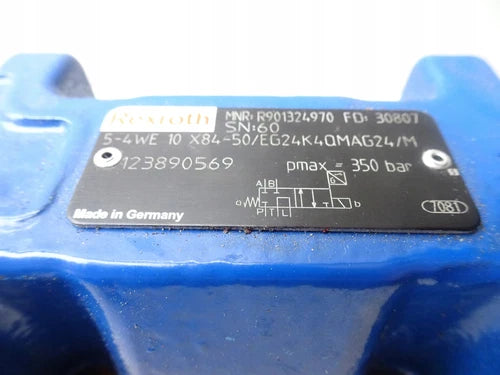 Rexroth
MNR: R901324970 FD: 30807
SN:60
5-4WE 10 X84-50/EG24K4QMAG24/M
123890569 pmax = 350 bar
A B
a b
P T L
Made in Germany
1081